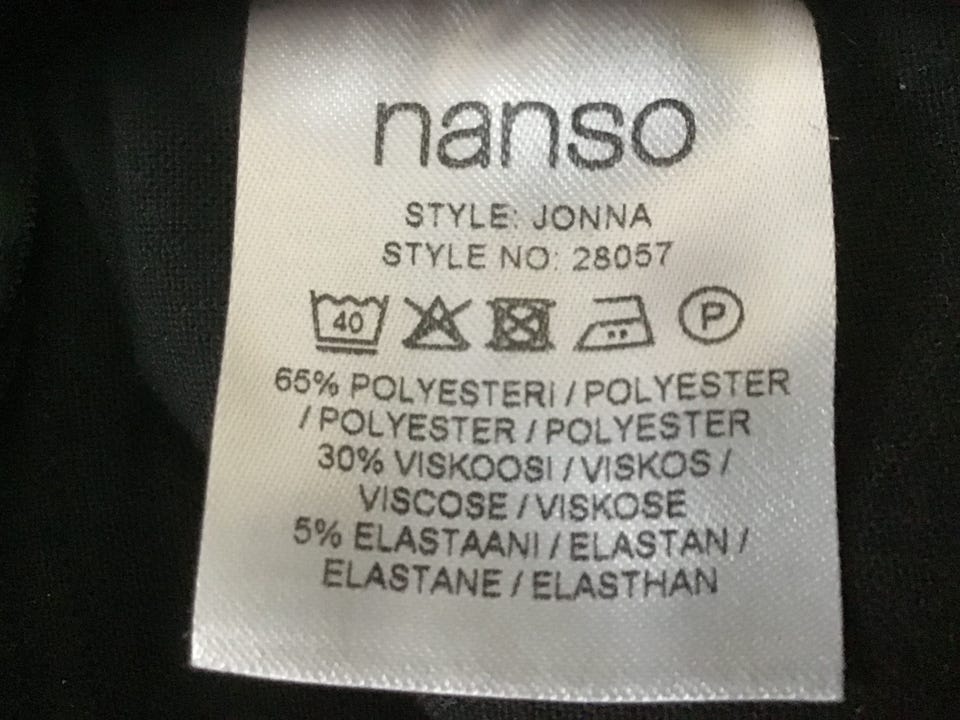 nanso
STYLE: JONNA
STYLE NO: 28057
40 P
65% POLYESTERI / POLYESTER
/ POLYESTER / POLYESTER
30% VISKOOSI / VISKOS /
VISCOSE / VISKOSE
5% ELASTAANI / ELASTAN /
ELASTANE / ELASTHAN